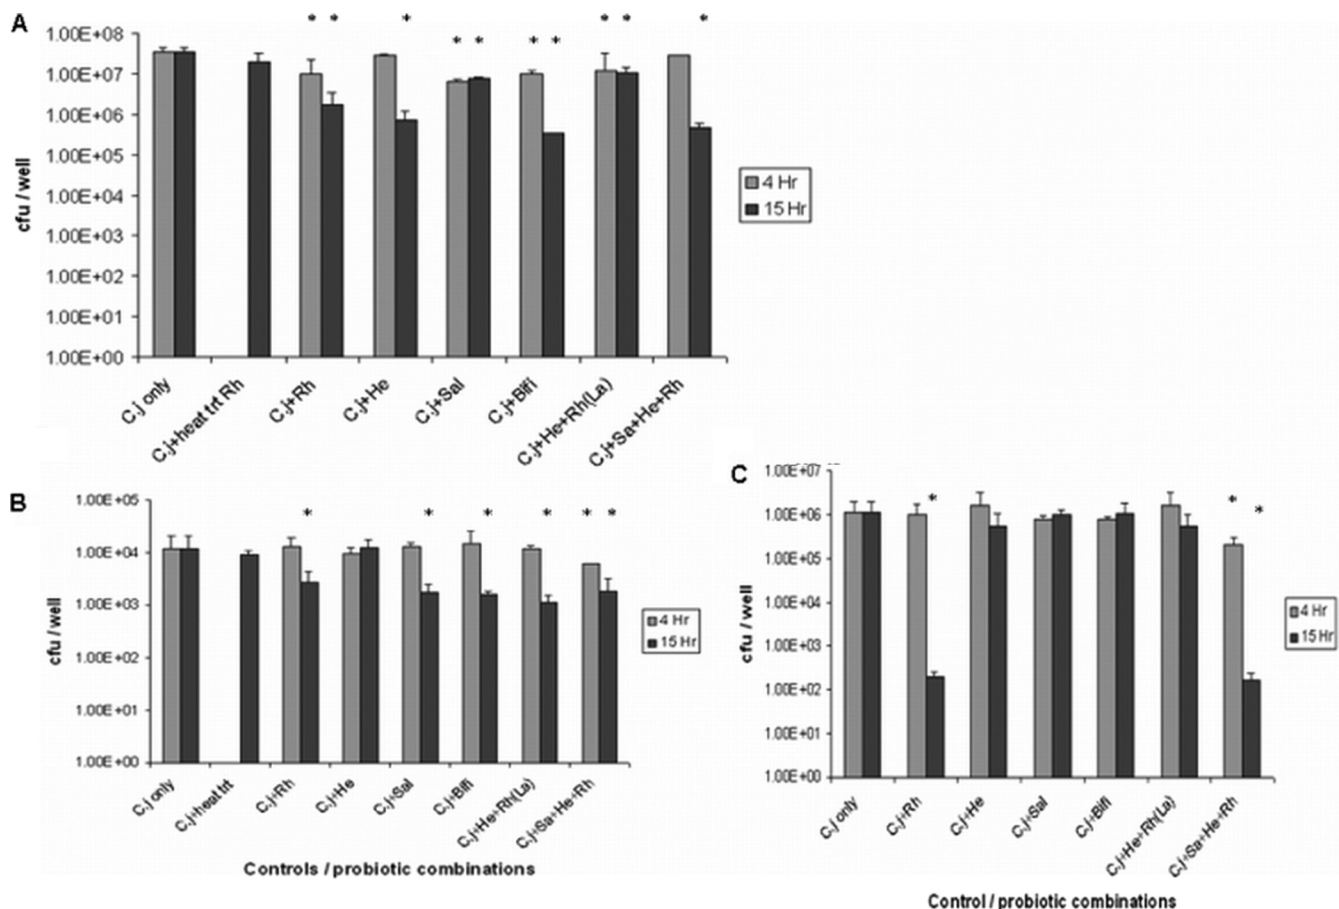 A
* * * * * * * * * *
1.00E+08
1.00E+07
1.00E+06
1.00E+05
1.00E+04
1.00E+03
1.00E+02
1.00E+01
1.00E+00
cfu / well
4 Hr
15 Hr
C.j only
C.j+heat trt Rh
C.j+Rh
C.j+He
C.j+Sal
C.j+Bifi
C.j+He+Rh(La)
C.j+Sa+He+Rh
B
* * * * * *
1.00E+05
1.00E+04
1.00E+03
1.00E+02
1.00E+01
1.00E+00
cfu / well
4 Hr
15 Hr
C.j only
C.j+heat trt
C.j+Rh
C.j+He
C.j+Sal
C.j+Bifi
C.j+He+Rh(La)
C.j+Sa+He+Rh
Controls / probiotic combinations
C
* * *
1.00E+07
1.00E+06
1.00E+05
1.00E+04
1.00E+03
1.00E+02
1.00E+01
1.00E+00
cfu / well
4 Hr
15 Hr
C.j only
C.j+Rh
C.j+He
C.j+Sal
C.j+Bifi
C.j+He+Rh(La)
C.j+Sa+He+Rh
Control / probiotic combinations